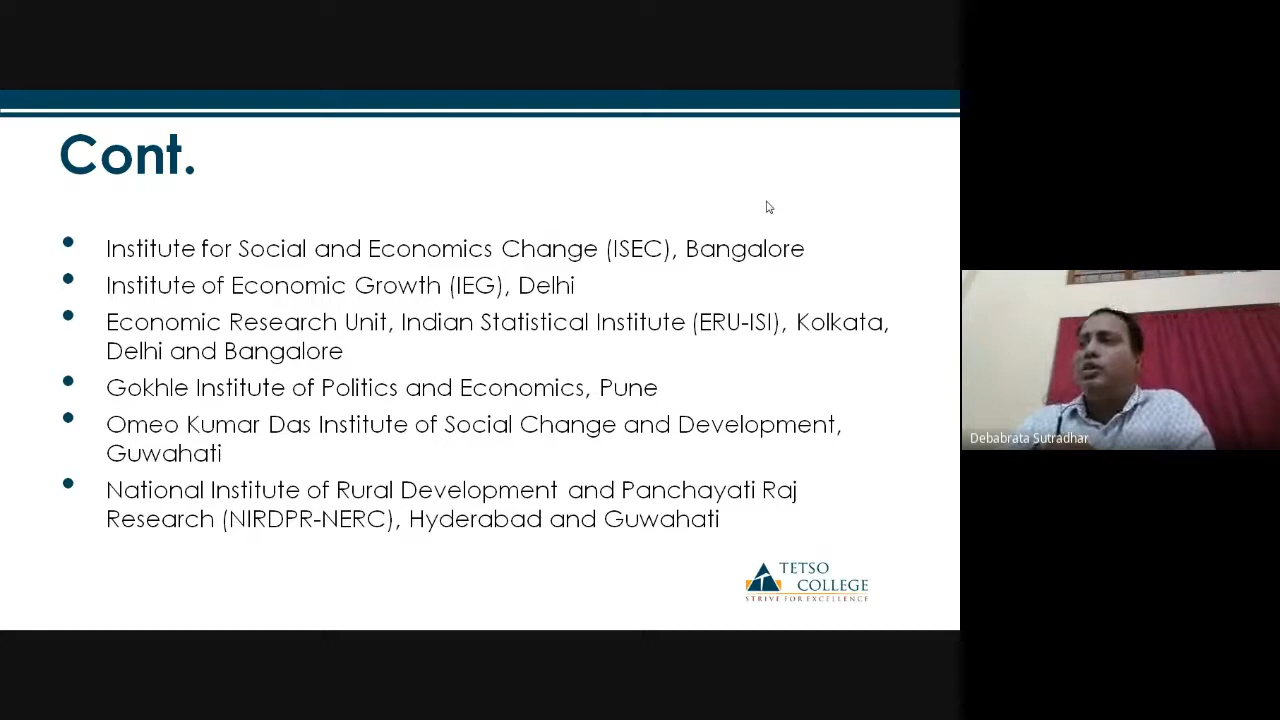 Cont.
Institute for Social and Economics Change (ISEC), Bangalore
Institute of Economic Growth (IEG), Delhi
Economic Research Unit, Indian Statistical Institute (ERU-ISI), Kolkata,
Delhi and Bangalore
Gokhle Institute of Politics and Economics, Pune
Omeo Kumar Das Institute of Social Change and Development,
Guwahati
National Institute of Rural Development and Panchayati Raj
Research (NIRDPR-NERC), Hyderabad and Guwahati
TETSO
COLLEGE
STRIVE FOR EXCELLENCE
Debabrata Sutradhar